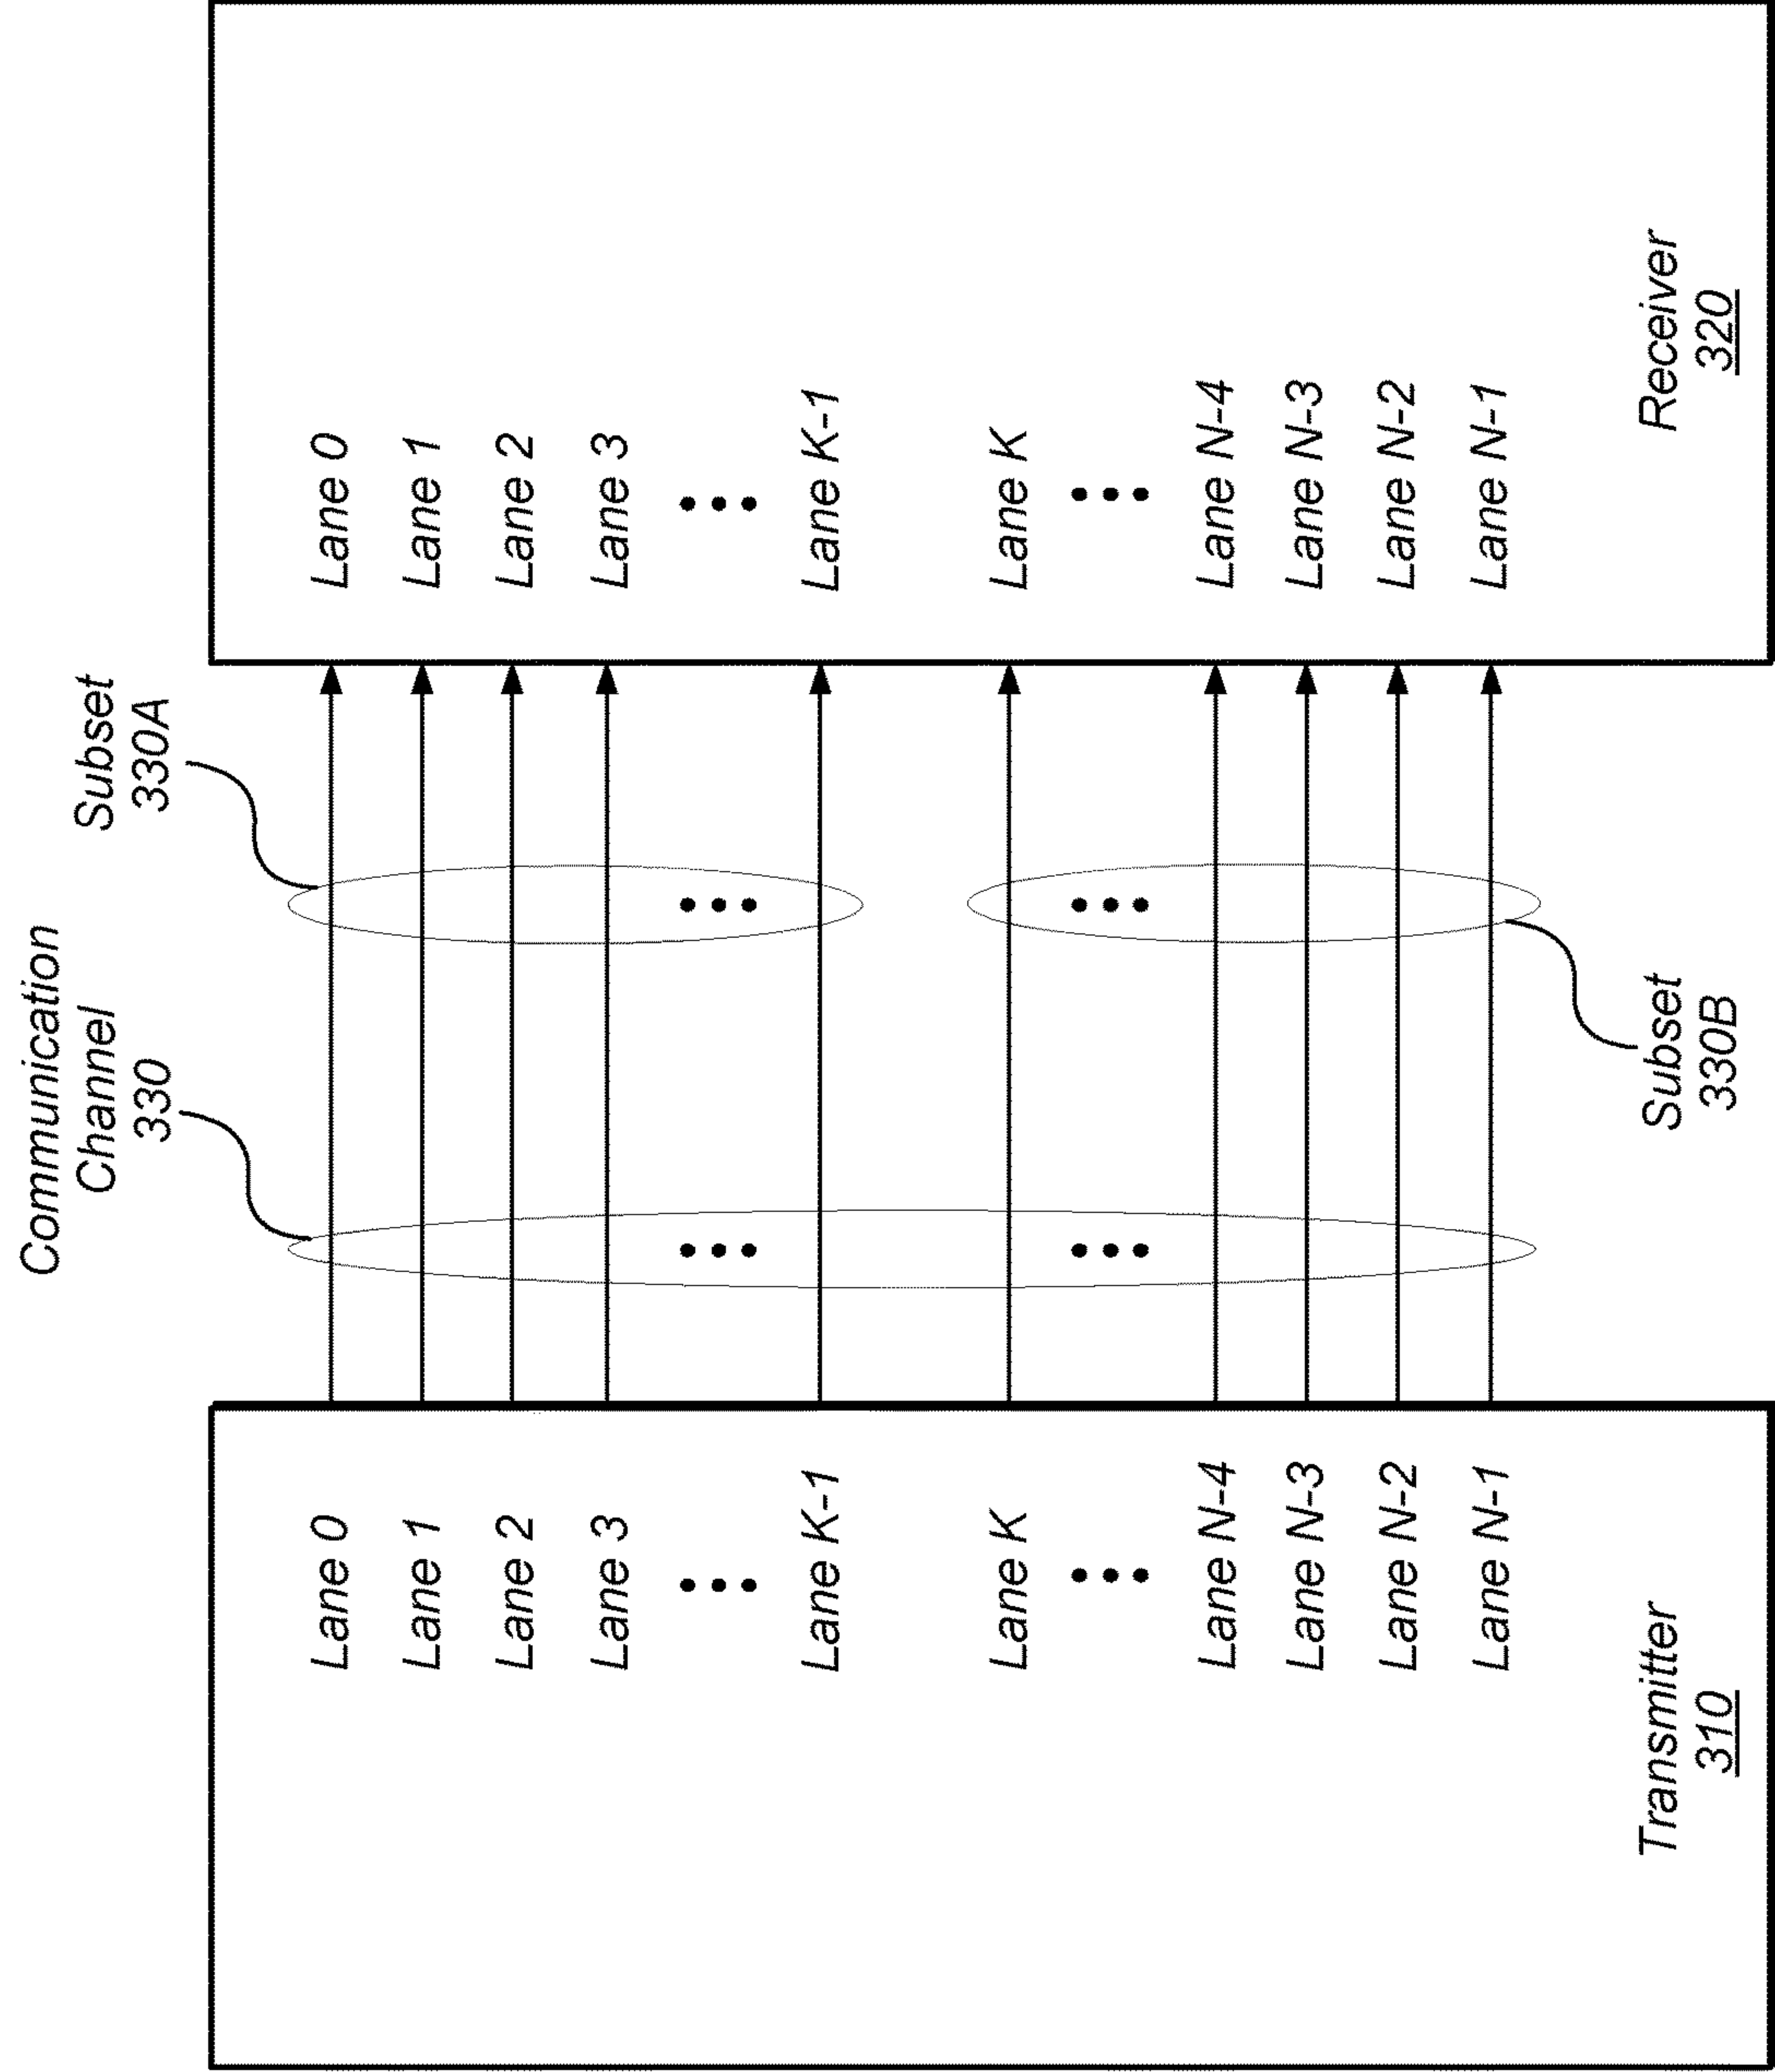 Communication
Channel
330
Subset
330A
Lane 0
Lane 1
Lane 2
Lane 3
Lane K-1
Lane K
Lane N-4
Lane N-3
Lane N-2
Lane N-1
Transmitter
310
Lane 0
Lane 1
Lane 2
Lane 3
Lane K-1
Lane K
Lane N-4
Lane N-3
Lane N-2
Lane N-1
Receiver
320
Subset
330B